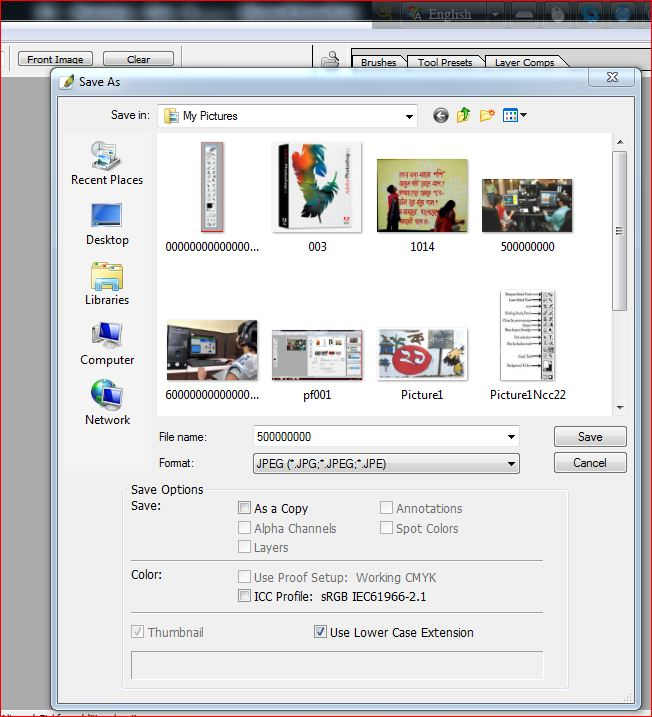 English
Front Image Clear Brushes Tool Presets Layer Comps
Save As
Save in: My Pictures
Recent Places
Desktop
Libraries
Computer
Network
00000000000000...
003
1014
500000000
60000000000000...
pf001
Picture1
Picture1Ncc22
File name: 500000000 Save
Format: JPEG (*.JPG;*.JPEG;*.JPE) Cancel
Save Options
Save: As a Copy Annotations
Alpha Channels Spot Colors
Layers
Color: Use Proof Setup: Working CMYK
ICC Profile: sRGB IEC61966-2.1
Thumbnail Use Lower Case Extension